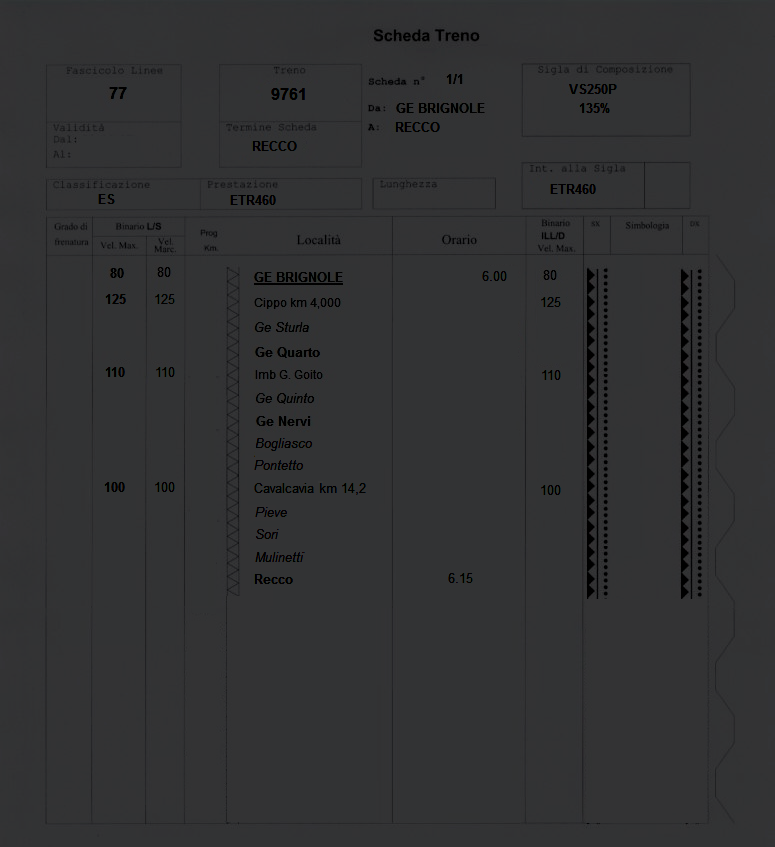 Scheda Treno
Fascicolo Linee
77
Validità
Dal:
Al:
Treno
9761
Termine Scheda
RECCO
Scheda n° 1/1
Da: GE BRIGNOLE
A: RECCO
Sigla di Composizione
VS250P
135%
Int. alla Sigla
ETR460
Classificazione
ES
Prestazione
ETR460
Lunghezza
Grado di frenatura
Binario L/S
Vel. Max.
Vel. Marc.
Prog Km.
Località
Orario
Binario ILL/D Vel. Max.
SX
Simbologia
DX
80 80 GE BRIGNOLE 6.00 80
125 125 Cippo km 4,000 125
Ge Sturla
Ge Quarto
110 110 Imb G. Goito 110
Ge Quinto
Ge Nervi
Bogliasco
Pontetto
100 100 Cavalcavia km 14,2 100
Pieve
Sori
Mulinetti
Recco 6.15